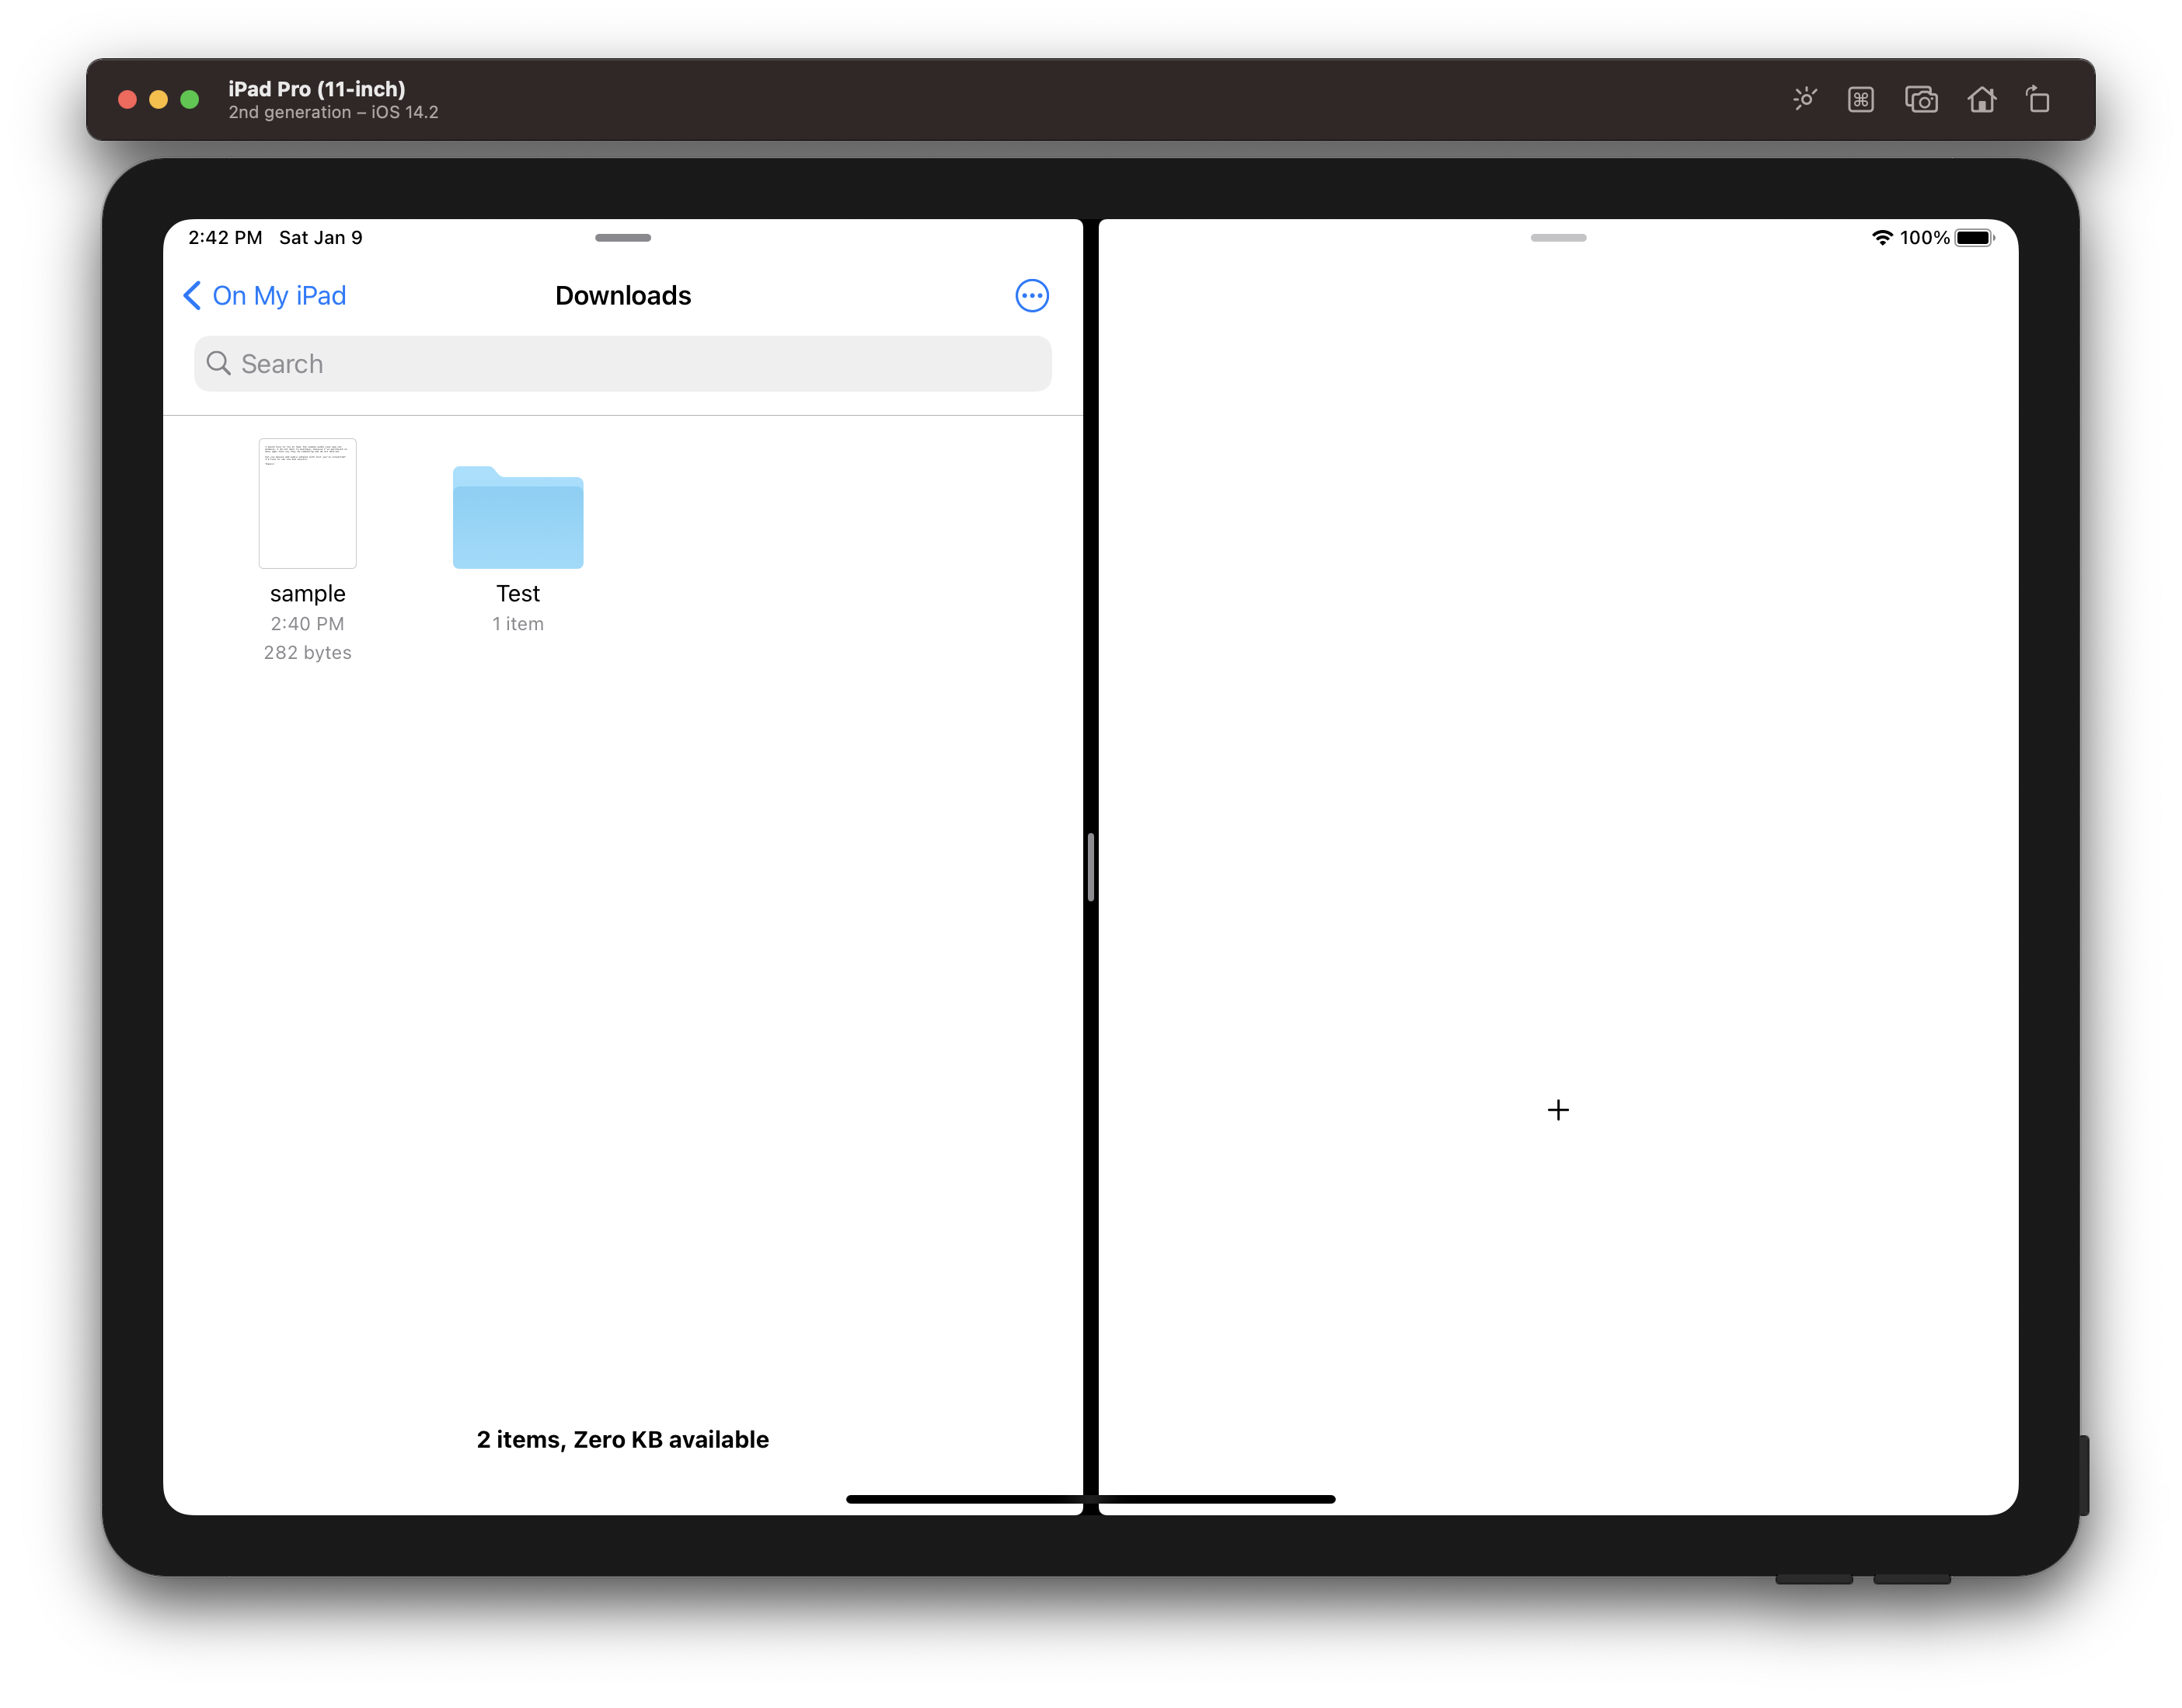 iPad Pro (11-inch)
2nd generation – iOS 14.2
2:42 PM Sat Jan 9
100%
On My iPad
Downloads
Search
sample
2:40 PM
282 bytes
Test
1 item
2 items, Zero KB available